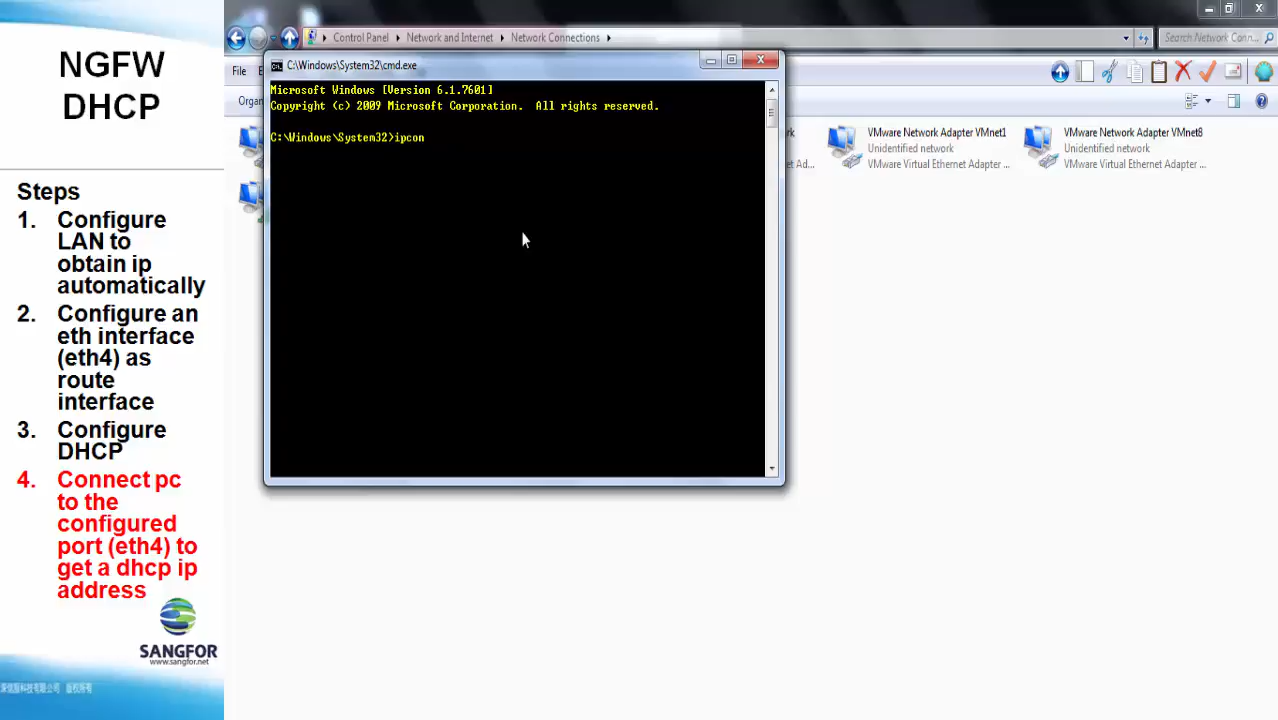 NGFW
DHCP
Steps
1. Configure
LAN to
obtain ip
automatically
2. Configure an
eth interface
(eth4) as
route
interface
3. Configure
DHCP
4. Connect pc
to the
configured
port (eth4) to
get a dhcp ip
address
SANGFOR
www.sangfor.net
Control Panel
Network and Internet
Network Connections
Search Network Conn...
File
Organ
C:\Windows\System32\cmd.exe
Microsoft Windows [Version 6.1.7601]
Copyright (c) 2009 Microsoft Corporation.  All rights reserved.
C:\Windows\System32>ipcon
VMware Network Adapter VMnet1
Unidentified network
VMware Virtual Ethernet Adapter ...
VMware Network Adapter VMnet8
Unidentified network
VMware Virtual Ethernet Adapter ...